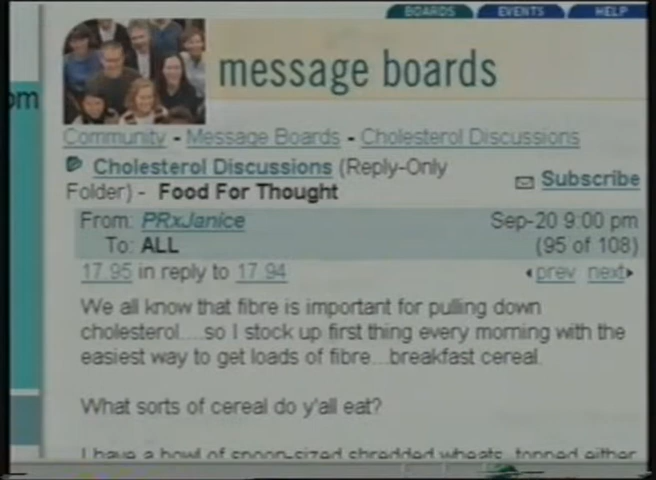 BOARDS EVENTS HELP
om
message boards
Community - Message Boards - Cholesterol Discussions
Cholesterol Discussions (Reply-Only
Folder) - Food For Thought
Subscribe
From: PRxJanice Sep-20 9:00 pm
To: ALL (95 of 108)
17.95 in reply to 17.94 prev next
We all know that fibre is important for pulling down
cholesterol....so I stock up first thing every morning with the
easiest way to get loads of fibre...breakfast cereal.
What sorts of cereal do y'all eat?
I have a bowl of spoon-sized shredded wheats, topped either